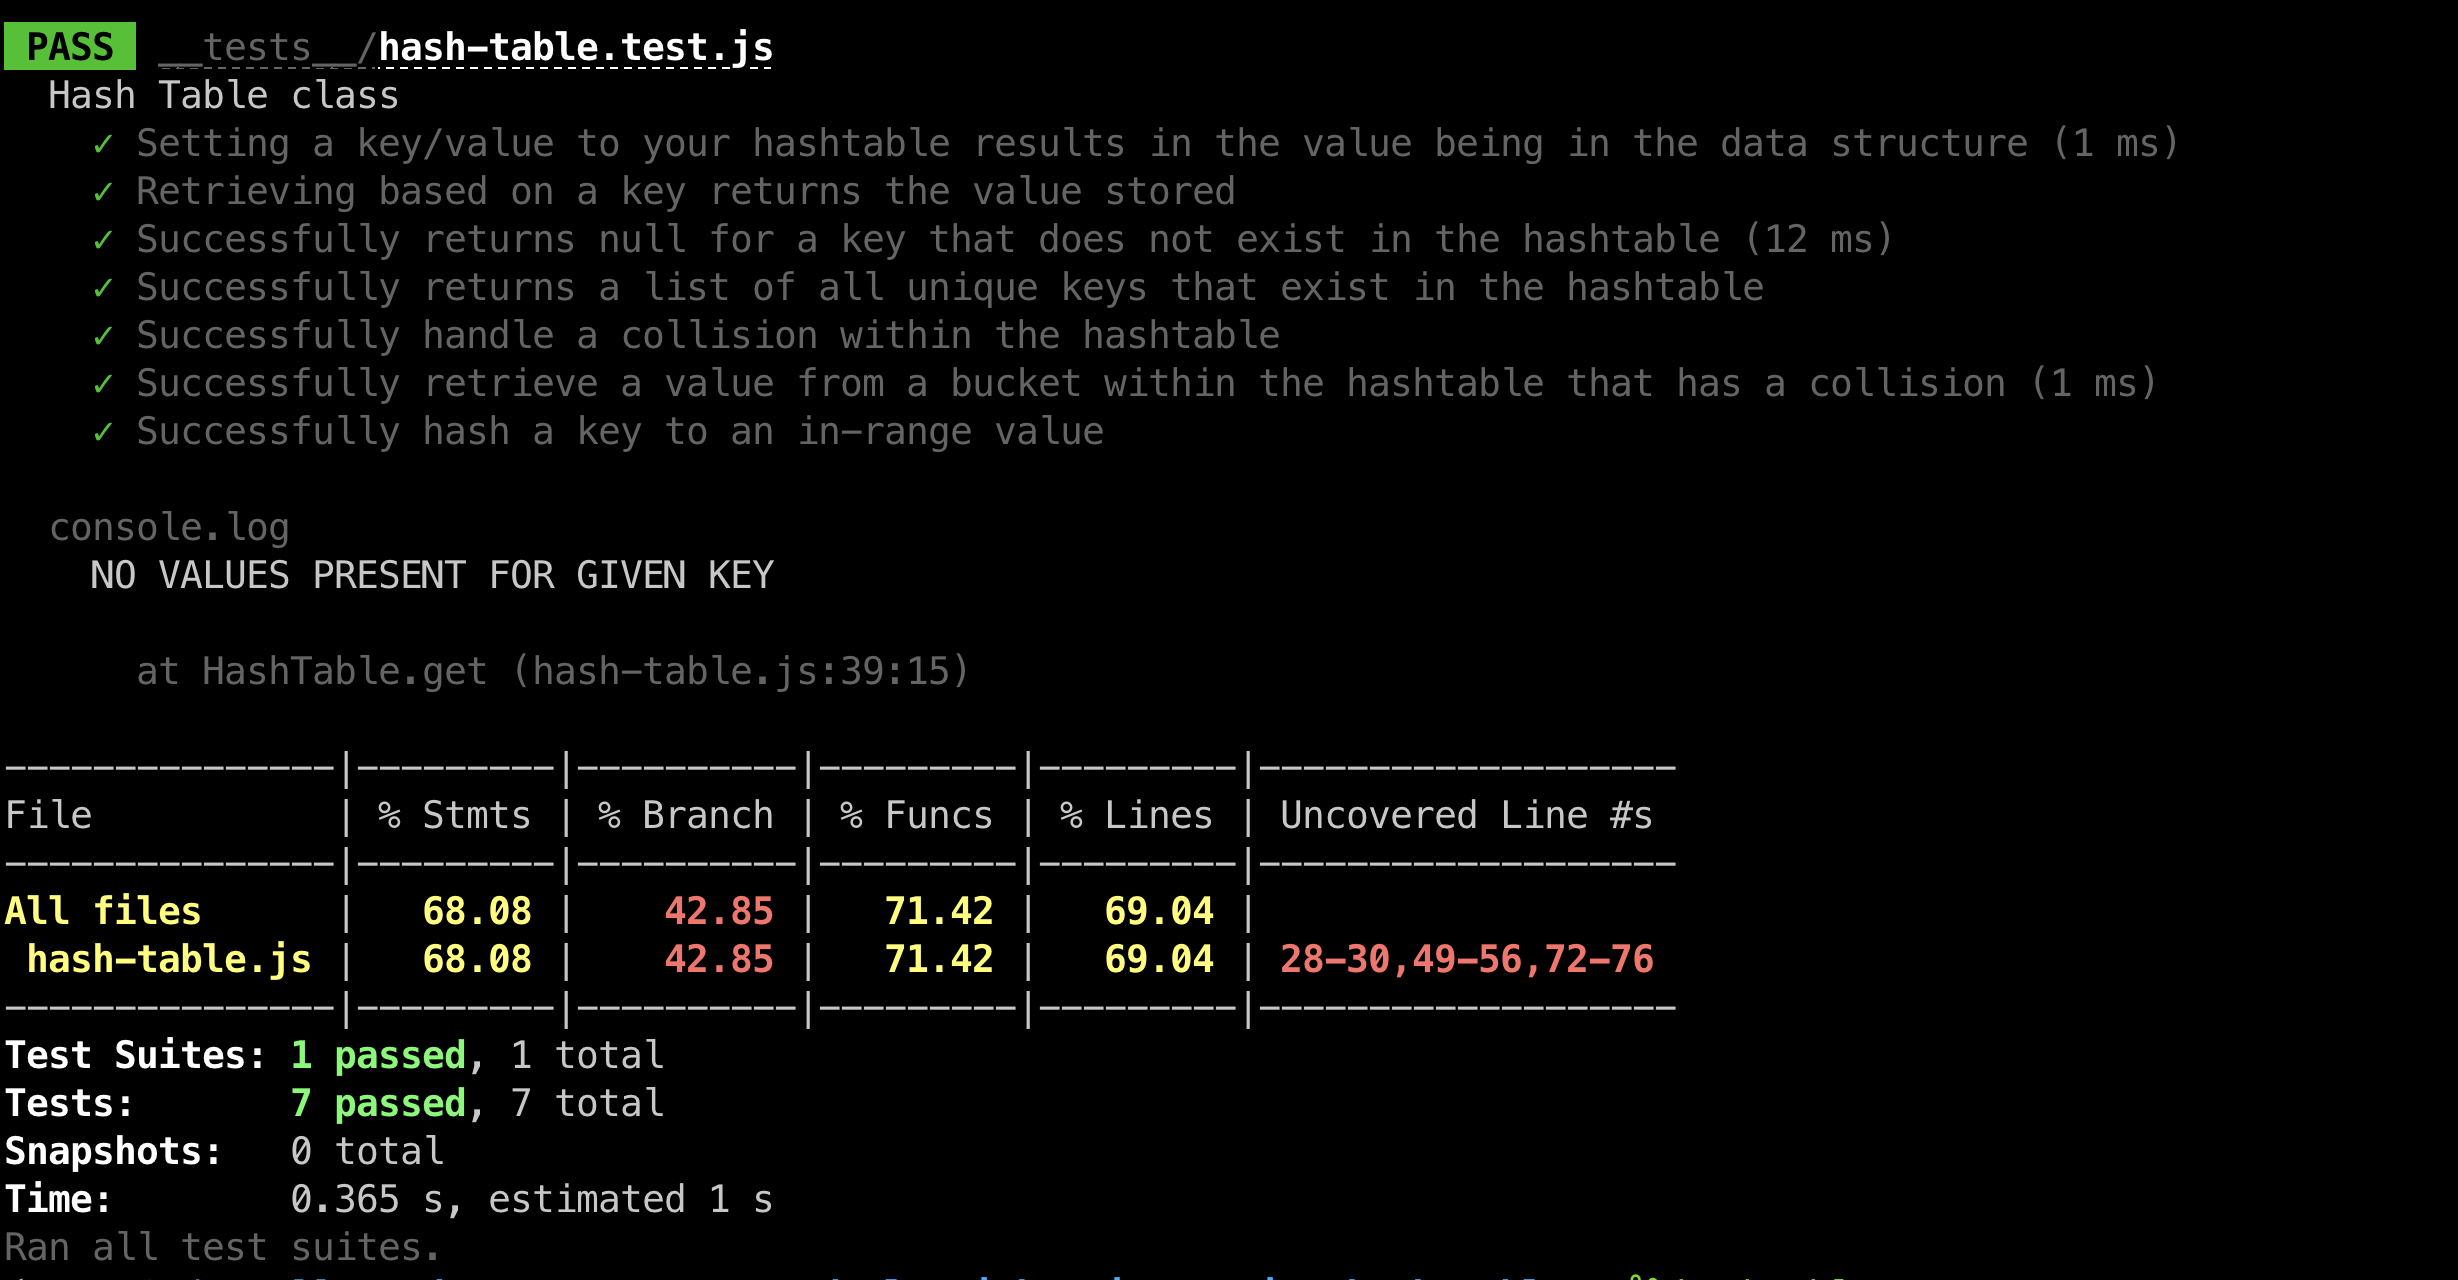 PASS __tests__/hash-table.test.js
Hash Table class
✓ Setting a key/value to your hashtable results in the value being in the data structure (1 ms)
✓ Retrieving based on a key returns the value stored
✓ Successfully returns null for a key that does not exist in the hashtable (12 ms)
✓ Successfully returns a list of all unique keys that exist in the hashtable
✓ Successfully handle a collision within the hashtable
✓ Successfully retrieve a value from a bucket within the hashtable that has a collision (1 ms)
✓ Successfully hash a key to an in-range value
console.log
NO VALUES PRESENT FOR GIVEN KEY
at HashTable.get (hash-table.js:39:15)
---------------|---------|----------|---------|---------|-------------------
File           | % Stmts | % Branch | % Funcs | % Lines | Uncovered Line #s
---------------|---------|----------|---------|---------|-------------------
All files      |   68.08 |    42.85 |   71.42 |   69.04 |
 hash-table.js |   68.08 |    42.85 |   71.42 |   69.04 | 28-30,49-56,72-76
---------------|---------|----------|---------|---------|-------------------
Test Suites: 1 passed, 1 total
Tests:       7 passed, 7 total
Snapshots:   0 total
Time:        0.365 s, estimated 1 s
Ran all test suites.